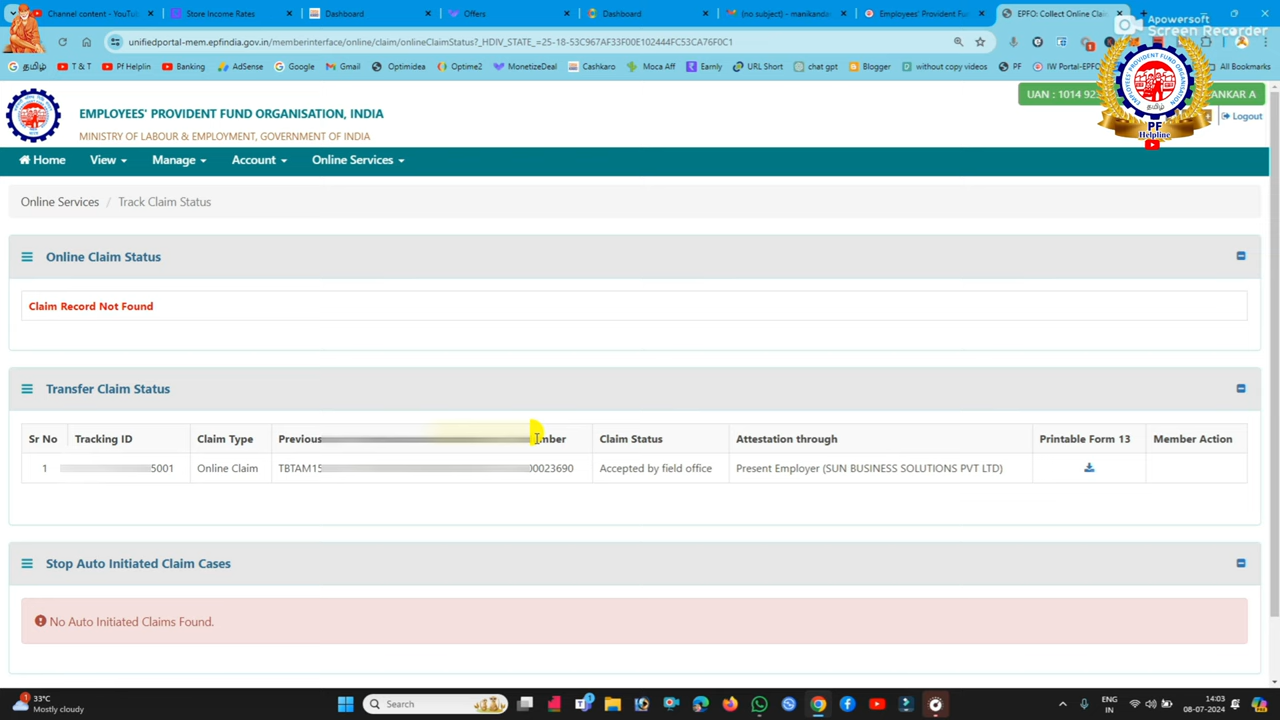 Channel content - YouTu
Store Income Rates
Dashboard
Offers
Dashboard
(no subject) - manikandan
Employees' Provident Fun
EPFO: Collect Online Clai
Apowersoft
Screen Recorder
unifiedportal-mem.epfindia.gov.in/memberinterface/online/claim/onlineClaimStatus?_HDIV_STATE_=25-18-53C967AF33F00E102444FC53CA76F0C1
தமிழ்
T & T
Pf Helplin
Banking
AdSense
Google
Gmail
Optimidea
Optime2
MonetizeDeal
Cashkaro
Moca Aff
Earnly
URL Short
chat gpt
Blogger
without copy videos
PF
IW Portal-EPFO
All Bookmarks
UAN : 1014 923
ANKAR A
EMPLOYEES' PROVIDENT FUND ORGANISATION, INDIA
MINISTRY OF LABOUR & EMPLOYMENT, GOVERNMENT OF INDIA
Logout
தமிழ்
PF
Helpline
Home
View
Manage
Account
Online Services
Online Services / Track Claim Status
Online Claim Status
Claim Record Not Found
Transfer Claim Status
Sr No
Tracking ID
Claim Type
Previous
mber
Claim Status
Attestation through
Printable Form 13
Member Action
1
5001
Online Claim
TBTAM15
00023690
Accepted by field office
Present Employer (SUN BUSINESS SOLUTIONS PVT LTD)
Stop Auto Initiated Claim Cases
No Auto Initiated Claims Found.
1
33°C
Mostly cloudy
Search
ENG
IN
14:03
08-07-2024